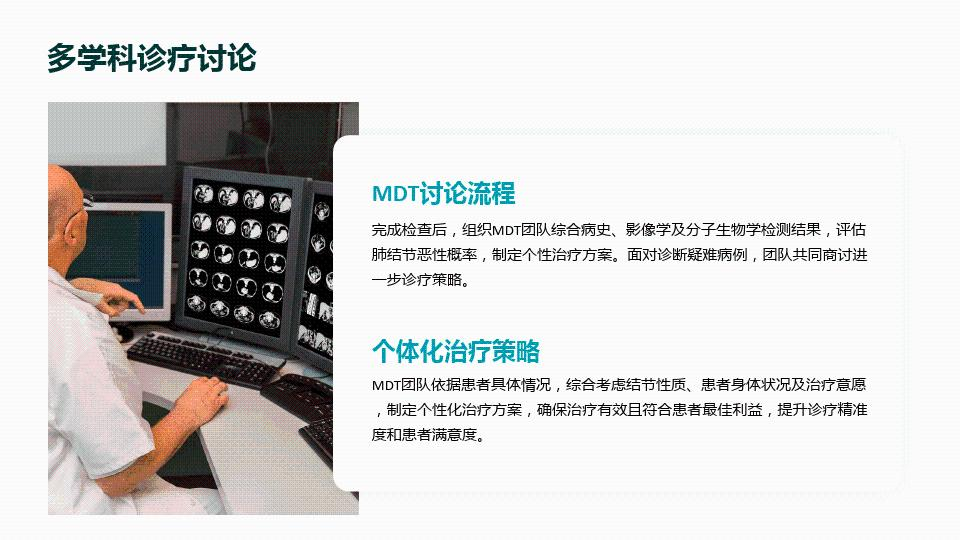 多学科诊疗讨论
MDT讨论流程
完成检查后，组织MDT团队综合病史、影像学及分子生物学检测结果，评估
肺结节恶性概率，制定个性治疗方案。面对诊断疑难病例，团队共同商讨进
一步诊疗策略。
个体化治疗策略
MDT团队依据患者具体情况，综合考虑结节性质、患者身体状况及治疗意愿
，制定个性化治疗方案，确保治疗有效且符合患者最佳利益，提升诊疗精准
度和患者满意度。